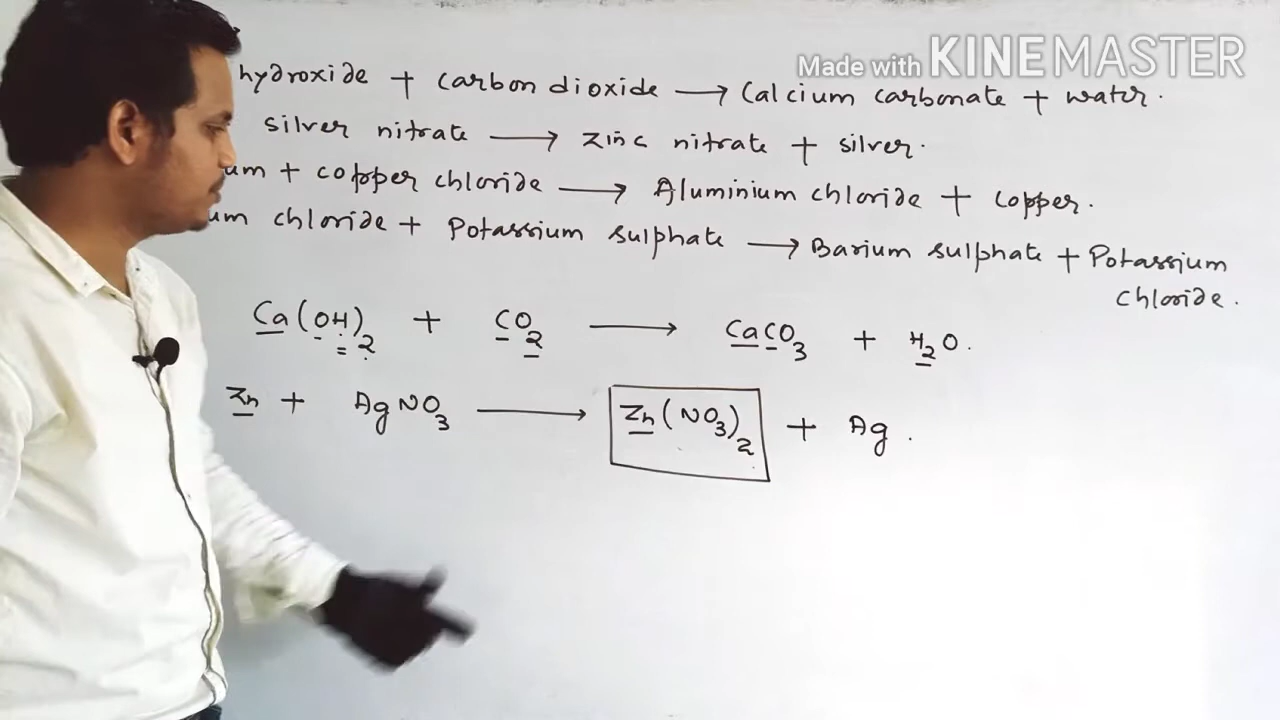 Made with KINEMASTER
hydroxide + carbon dioxide → Calcium carbonate + water.
silver nitrate → Zinc nitrate + silver.
um + copper chloride → Aluminium chloride + copper.
um chloride + Potassium sulphate → Barium sulphate + Potassium
chloride.
Ca(OH)₂ + CO₂ → CaCO₃ + H₂O.
Zn + AgNO₃ → Zn(NO₃)₂ + Ag.